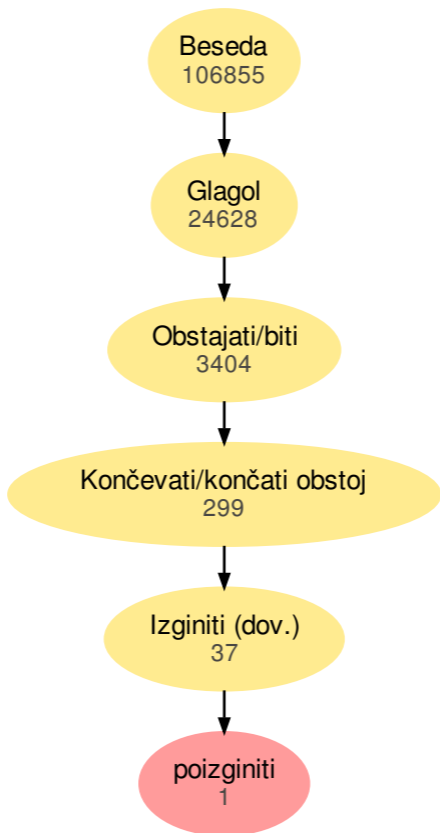 Beseda
106855
Glagol
24628
Obstajati/biti
3404
Končevati/končati obstoj
299
Izginiti (dov.)
37
poizginiti
1